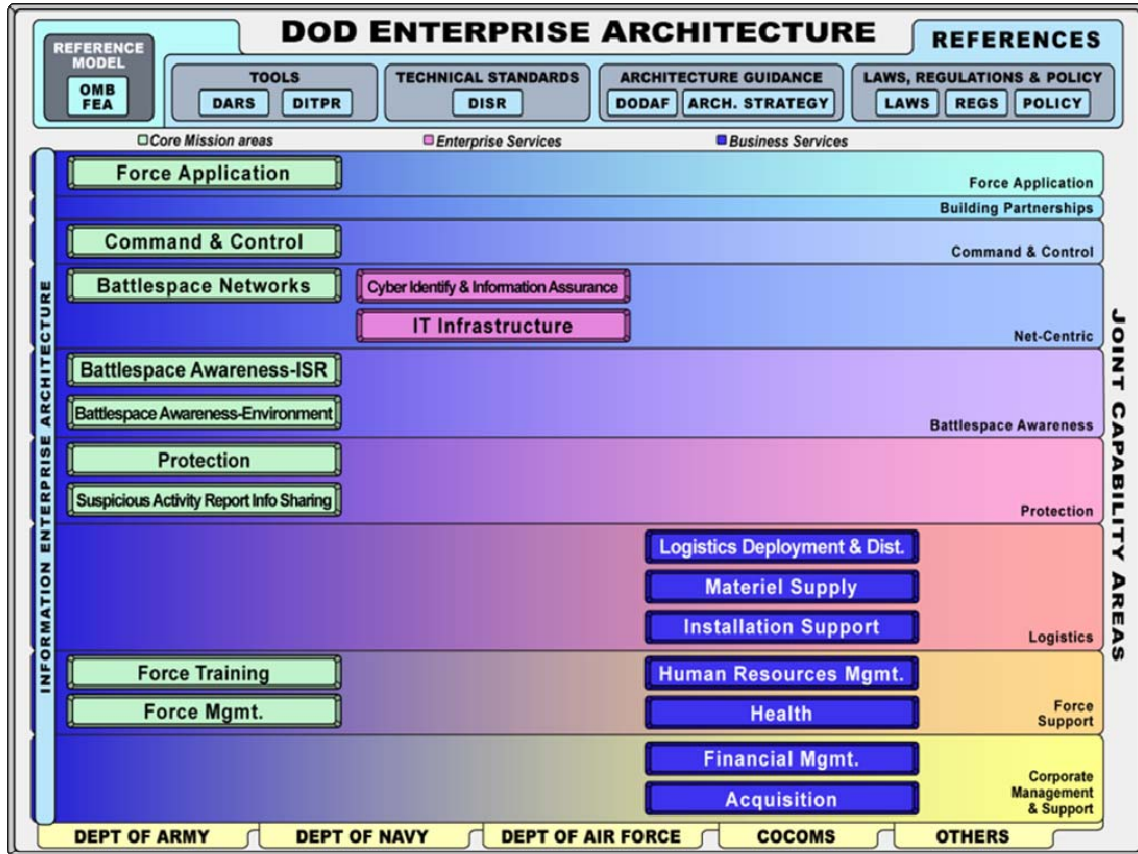 DOD ENTERPRISE ARCHITECTURE
REFERENCES
REFERENCE
MODEL
OMB
FEA
TOOLS
DARS
DITPR
TECHNICAL STANDARDS
DISR
ARCHITECTURE GUIDANCE
DODAF
ARCH. STRATEGY
LAWS, REGULATIONS & POLICY
LAWS
REGS
POLICY
Core Mission areas
Enterprise Services
Business Services
INFORMATION ENTERPRISE ARCHITECTURE
Force Application
Force Application
Building Partnerships
Command & Control
Command & Control
Battlespace Networks
Cyber Identify & Information Assurance
IT Infrastructure
Net-Centric
Battlespace Awareness-ISR
Battlespace Awareness-Environment
Battlespace Awareness
Protection
Suspicious Activity Report Info Sharing
Protection
Logistics Deployment & Dist.
Materiel Supply
Installation Support
Logistics
Force Training
Human Resources Mgmt.
Force Mgmt.
Health
Force
Support
Financial Mgmt.
Acquisition
Corporate
Management
& Support
JOINT CAPABILITY AREAS
DEPT OF ARMY
DEPT OF NAVY
DEPT OF AIR FORCE
COCOMS
OTHERS